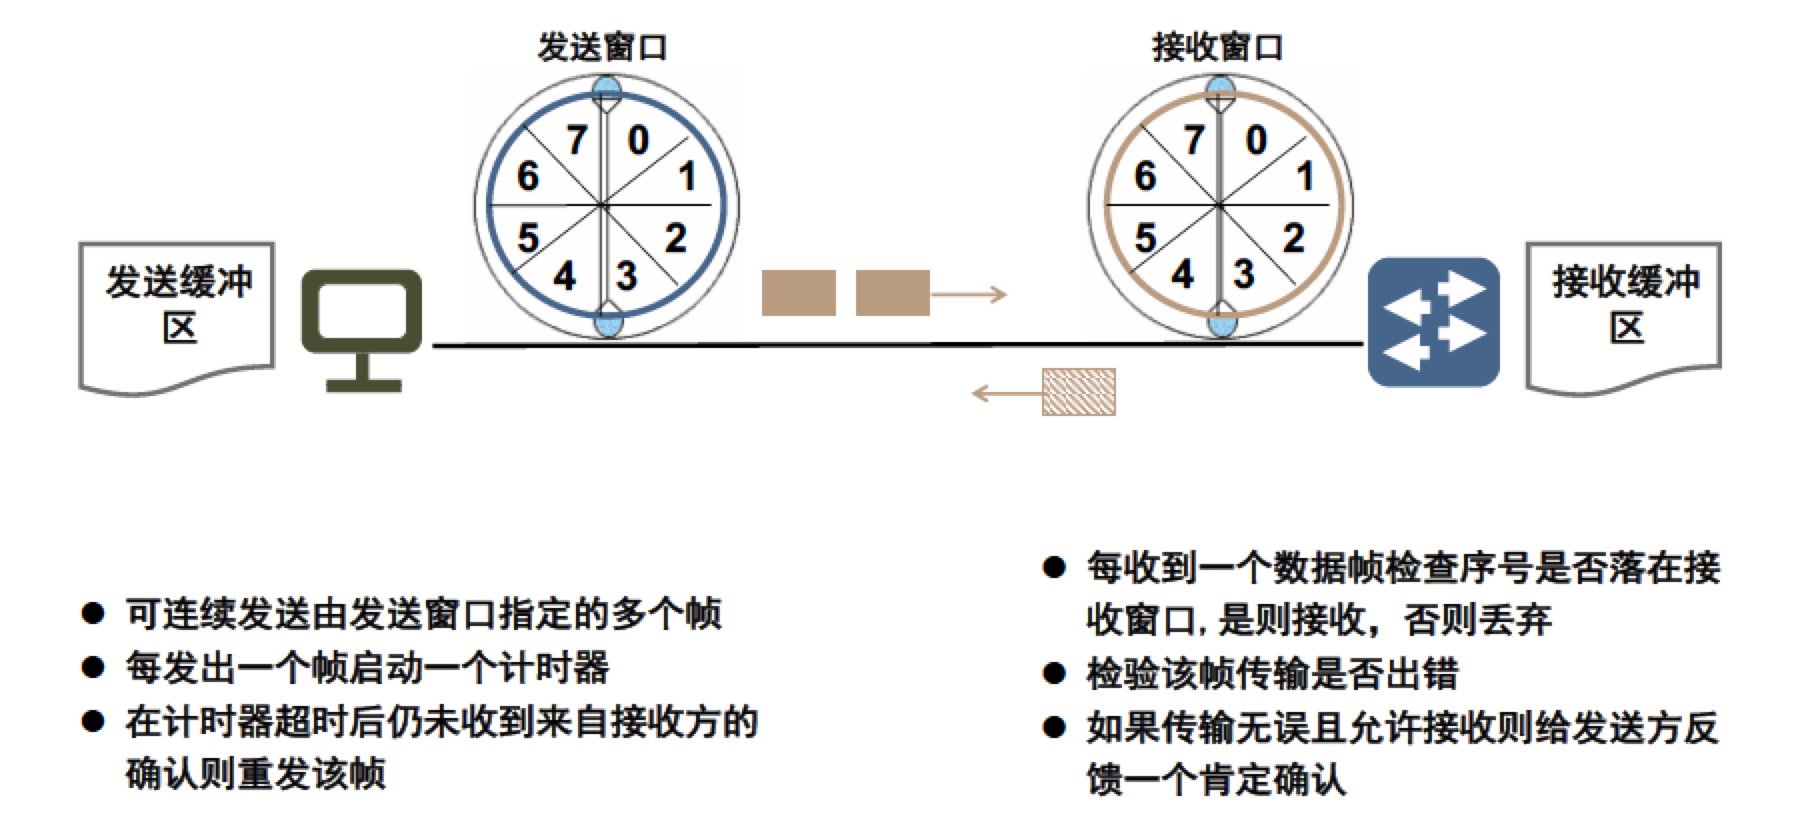 发送窗口
接收窗口
7 0
6 1
5 2
4 3
7 0
6 1
5 2
4 3
发送缓冲
区
接收缓冲
区
● 可连续发送由发送窗口指定的多个帧
● 每发出一个帧启动一个计时器
● 在计时器超时后仍未收到来自接收方的
确认则重发该帧
● 每收到一个数据帧检查序号是否落在接
收窗口,是则接收，否则丢弃
● 检验该帧传输是否出错
● 如果传输无误且允许接收则给发送方反
馈一个肯定确认